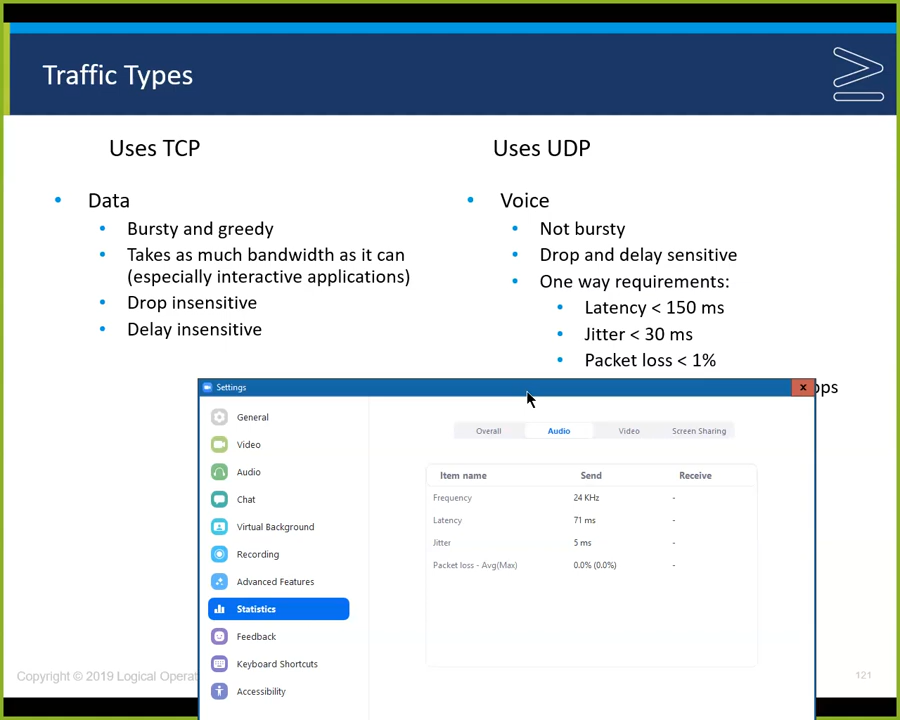 Traffic Types
Uses TCP
Data
Bursty and greedy
Takes as much bandwidth as it can
(especially interactive applications)
Drop insensitive
Delay insensitive
Uses UDP
Voice
Not bursty
Drop and delay sensitive
One way requirements:
Latency < 150 ms
Jitter < 30 ms
Packet loss < 1%
Settings
General
Video
Audio
Chat
Virtual Background
Recording
Advanced Features
Statistics
Feedback
Keyboard Shortcuts
Accessibility
Overall Audio Video Screen Sharing
Item name Send Receive
Frequency 24 KHz -
Latency 71 ms -
Jitter 5 ms -
Packet loss - Avg(Max) 0.0% (0.0%) -
Copyright © 2019 Logical
121